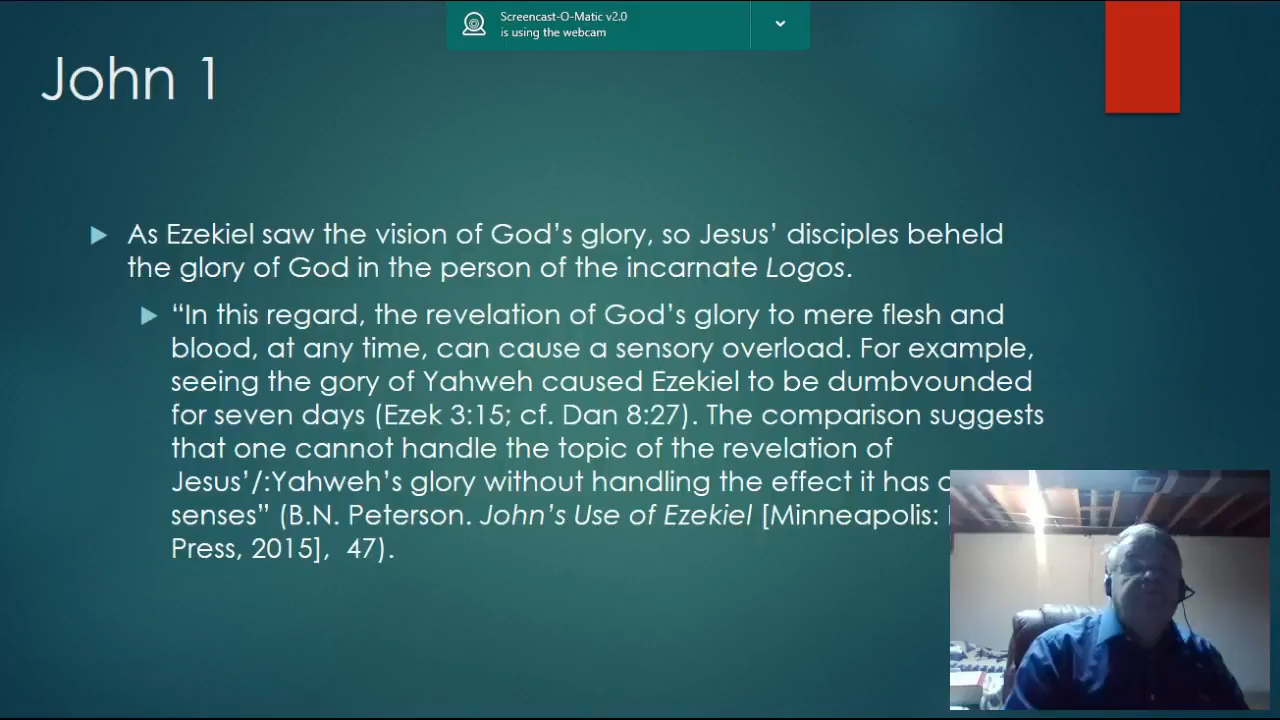 Screencast-O-Matic v2.0
is using the webcam
John 1
As Ezekiel saw the vision of God’s glory, so Jesus’ disciples beheld
the glory of God in the person of the incarnate Logos.
“In this regard, the revelation of God’s glory to mere flesh and
blood, at any time, can cause a sensory overload. For example,
seeing the gory of Yahweh caused Ezekiel to be dumbvounded
for seven days (Ezek 3:15; cf. Dan 8:27). The comparison suggests
that one cannot handle the topic of the revelation of
Jesus’/:Yahweh’s glory without handling the effect it has
senses” (B.N. Peterson. John’s Use of Ezekiel [Minneapolis:
Press, 2015], 47).